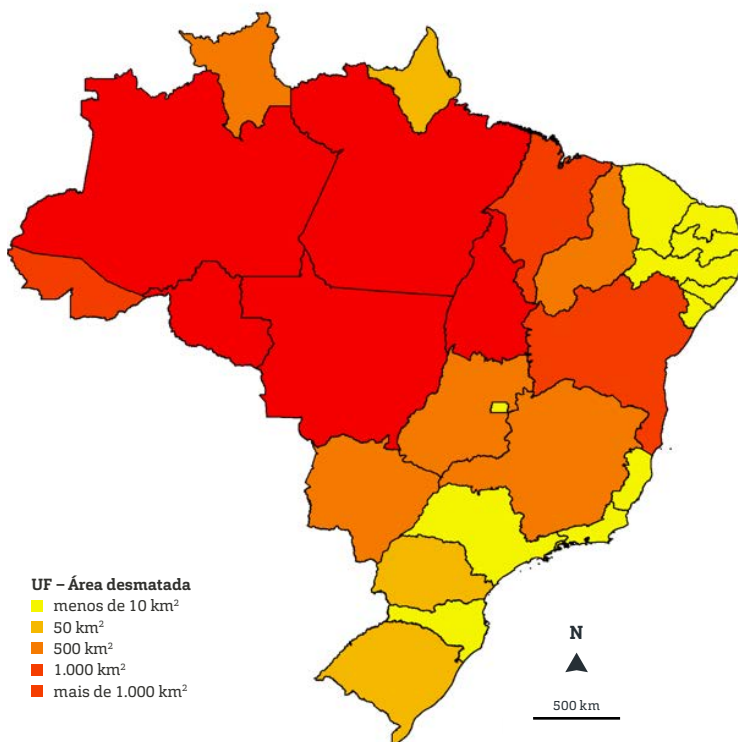 UF – Área desmatada
menos de 10 km²
50 km²
500 km²
1.000 km²
mais de 1.000 km²
N
500 km